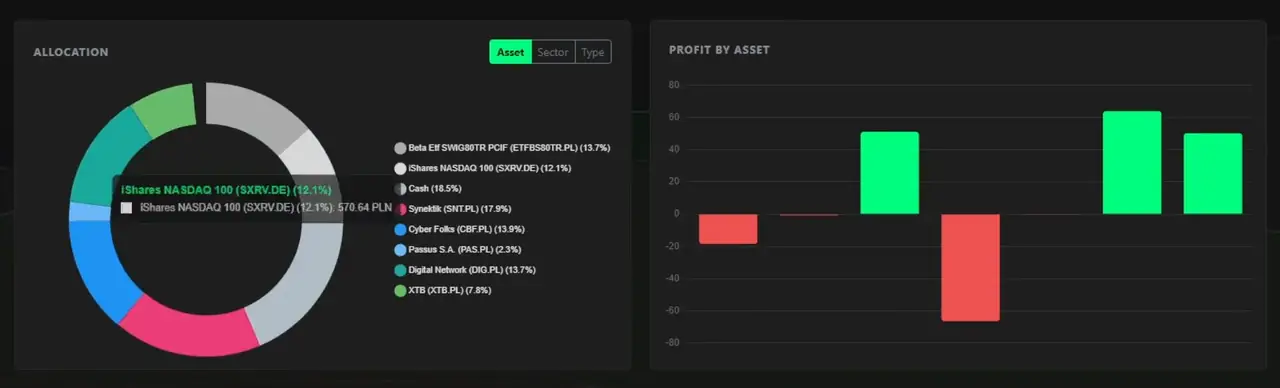 ALLOCATION
Asset Sector Type
iShares NASDAQ 100 (SXRV.DE) (12.1%)
iShares NASDAQ 100 (SXRV.DE) (12.1%): 570.64 PLN
Beta Etf SWIG80TR PCIF (ETFBS80TR.PL) (13.7%)
iShares NASDAQ 100 (SXRV.DE) (12.1%)
Cash (18.5%)
Synektik (SNT.PL) (17.9%)
Cyber Folks (CBF.PL) (13.9%)
Passus S.A. (PAS.PL) (2.3%)
Digital Network (DIG.PL) (13.7%)
XTB (XTB.PL) (7.8%)
PROFIT BY ASSET
80
60
40
20
0
-20
-40
-60
-80